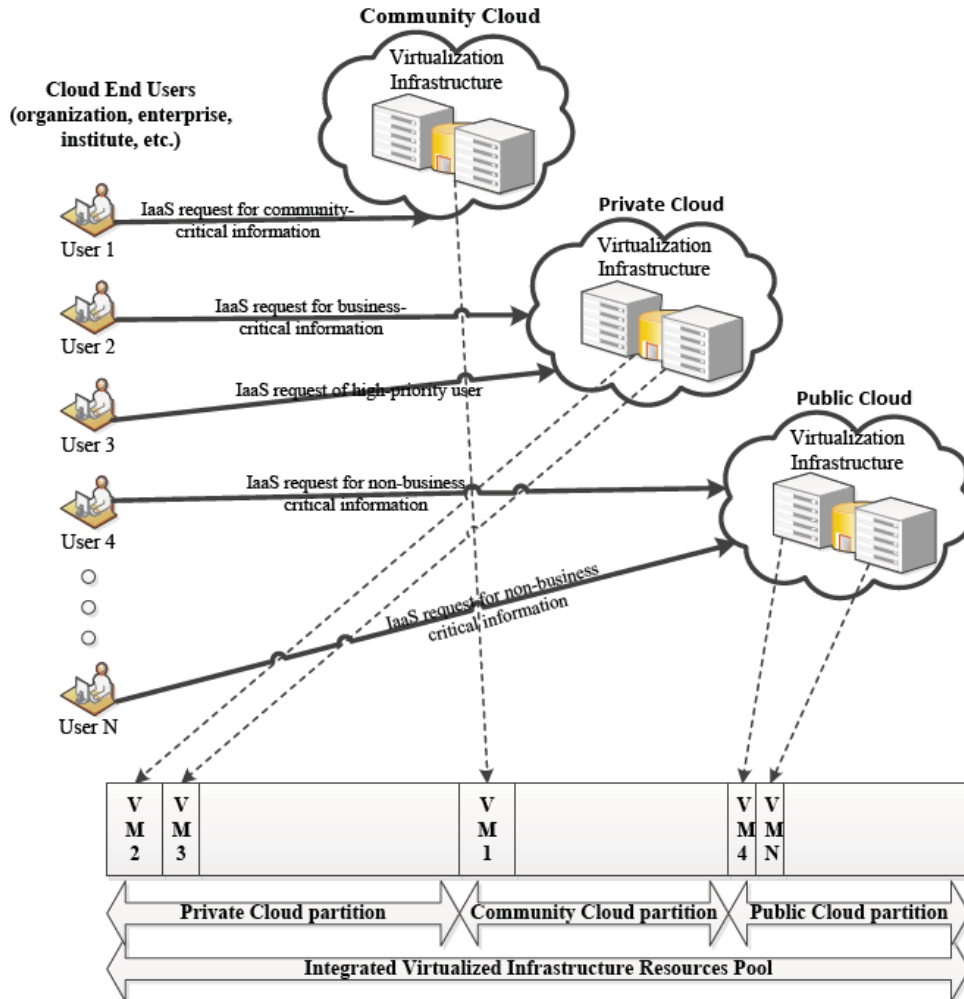 Community Cloud
Virtualization
Infrastructure
Cloud End Users
(organization, enterprise,
institute, etc.)
IaaS request for community-
critical information
User 1
Private Cloud
Virtualization
Infrastructure
IaaS request for business-
critical information
User 2
IaaS request of high-priority user
User 3
Public Cloud
Virtualization
Infrastructure
IaaS request for non-business
critical information
User 4
IaaS request for non-business
critical information
User N
V
M
2
V
M
3
V
M
1
V
M
4
V
M
N
Private Cloud partition
Community Cloud partition
Public Cloud partition
Integrated Virtualized Infrastructure Resources Pool